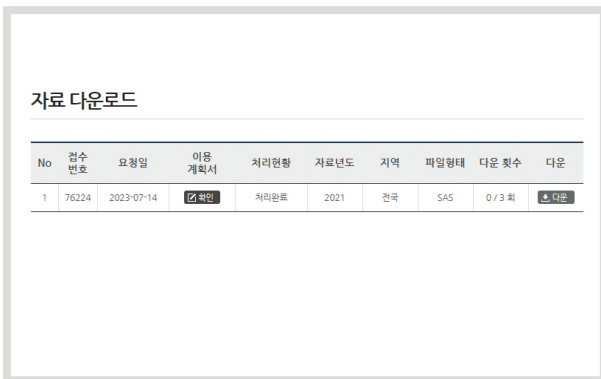 자료 다운로드
No 접수 번호 요청일 이용 계획서 처리현황 자료년도 지역 파일형태 다운 횟수 다운
1 76224 2023-07-14 확인 처리완료 2021 전국 SAS 0 / 3 회 다운